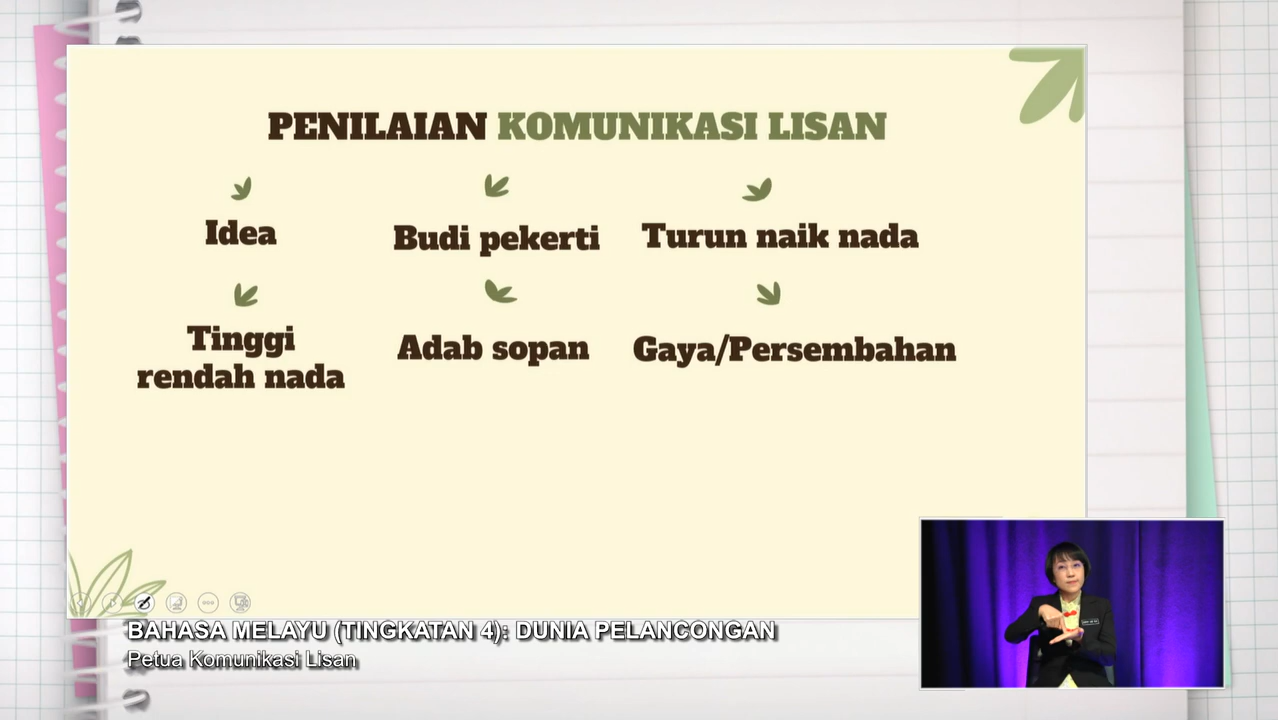 PENILAIAN KOMUNIKASI LISAN
Idea
Budi pekerti
Turun naik nada
Tinggi
rendah nada
Adab sopan
Gaya/Persembahan
BAHASA MELAYU (TINGKATAN 4): DUNIA PELANCONGAN
Petua Komunikasi Lisan